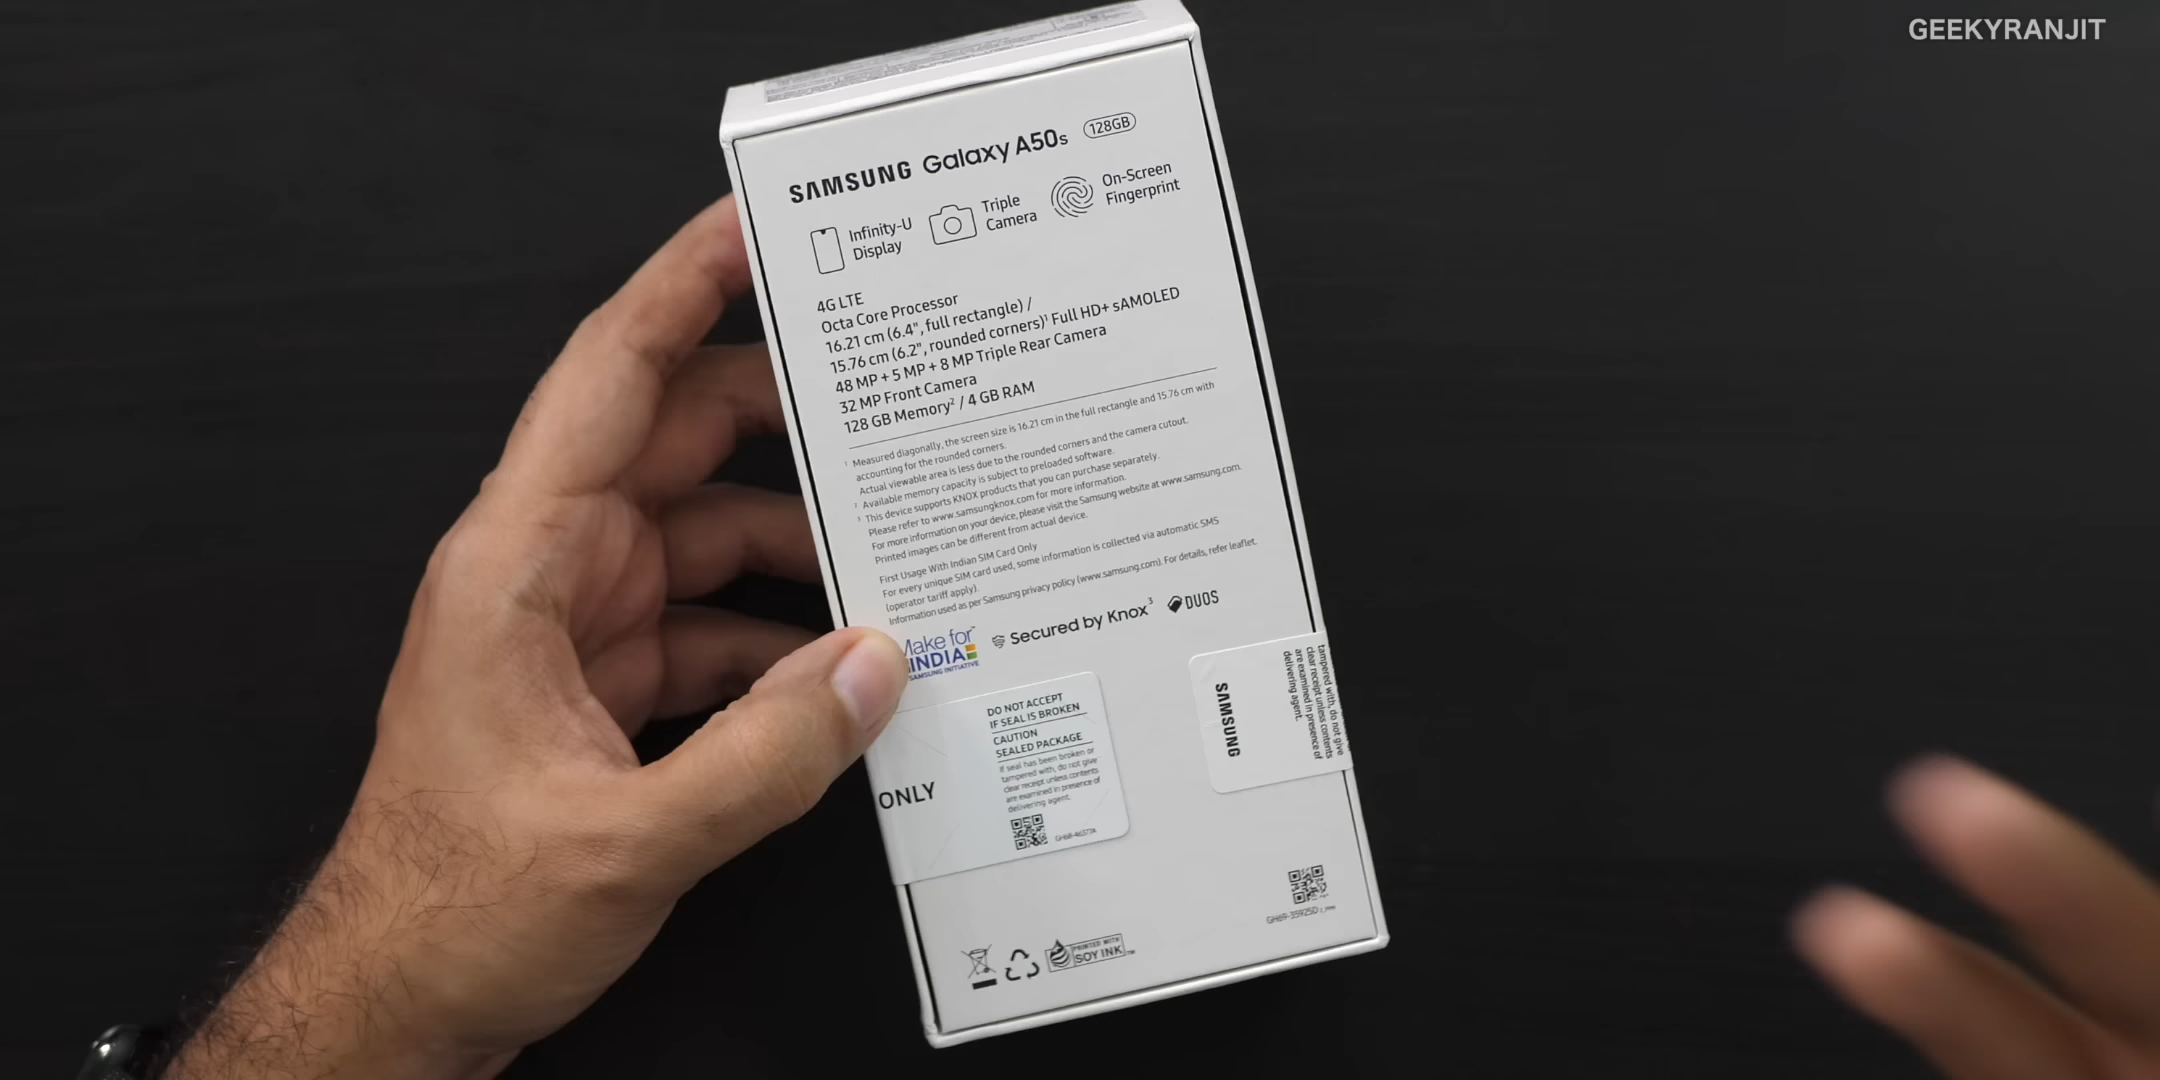 GEEKYRANJIT
SAMSUNG Galaxy A50s 128GB
Infinity-U
Display
Triple
Camera
On-Screen
Fingerprint
4G LTE
Octa Core Processor
16.21 cm (6.4", full rectangle) /
15.76 cm (6.2", rounded corners)¹ Full HD+ sAMOLED
48 MP + 5 MP + 8 MP Triple Rear Camera
32 MP Front Camera
128 GB Memory² / 4 GB RAM
¹ Measured diagonally, the screen size is 16.21 cm in the full rectangle and 15.76 cm with
accounting for the rounded corners.
Actual viewable area is less due to the rounded corners and the camera cutout.
² Available memory capacity is subject to preloaded software.
³ This device supports KNOX products that you can purchase separately.
Please refer to www.samsungknox.com for more information.
For more information on your device, please visit the Samsung website at www.samsung.com.
Printed images can be different from actual device.
First Usage With Indian SIM Card Only
For every unique SIM card used, some information is collected via automatic SMS
(operator tariff apply).
Information used as per Samsung privacy policy (www.samsung.com). For details, refer leaflet.
Make for
INDIA
SAMSUNG INITIATIVE
Secured by Knox³
DUOS
ONLY
DO NOT ACCEPT
IF SEAL IS BROKEN
CAUTION
SEALED PACKAGE
If seal has been broken or
tampered with, do not give
clear receipt unless contents
are examined in presence of
delivering agent.
GH68-46373A
SAMSUNG
tampered with, do not give
clear receipt unless contents
are examined in presence of
delivering agent.
GH69-35925D
PRINTED WITH
SOY INK™